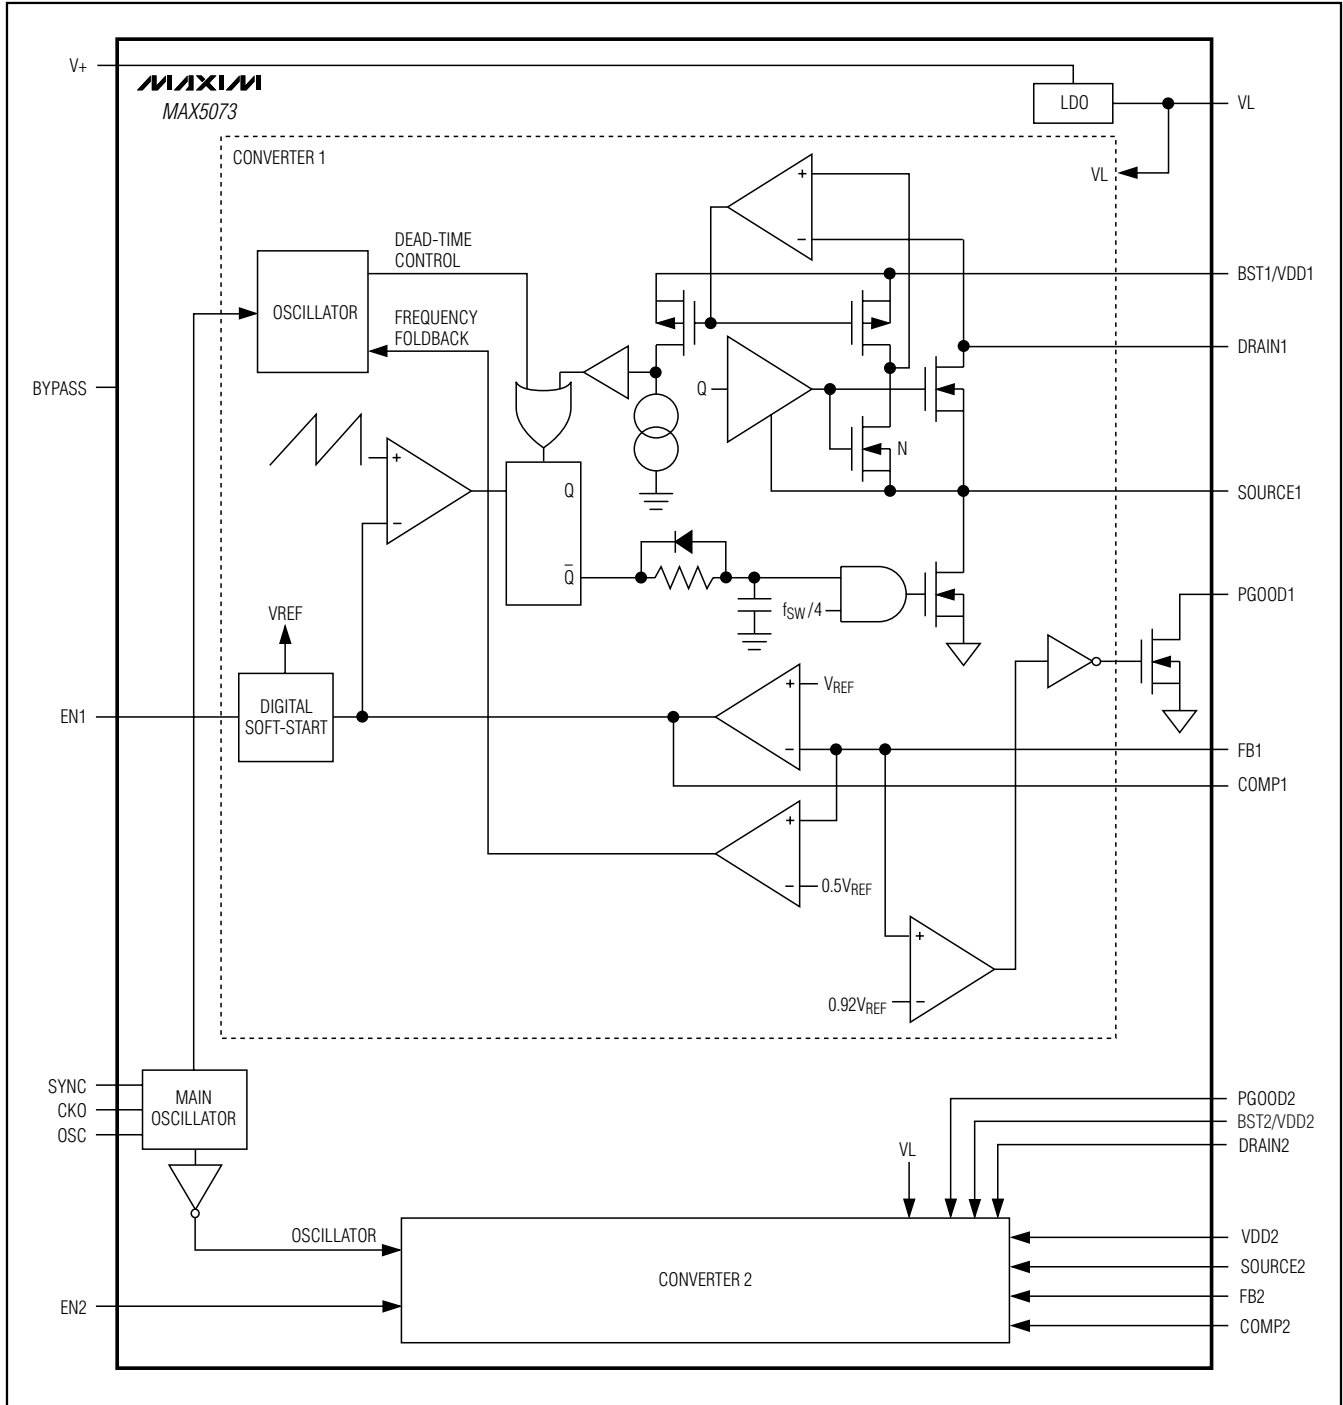 V+
MAXIM
MAX5073
LDO
VL
CONVERTER 1
VL
+
−
DEAD-TIME
CONTROL
OSCILLATOR
FREQUENCY
FOLDBACK
BST1/VDD1
DRAIN1
BYPASS
Q
N
+
−
Q
Q̅
SOURCE1
fSW/4
PGOOD1
VREF
DIGITAL
SOFT-START
EN1
+
VREF
−
FB1
COMP1
+
−
0.5VREF
+
−
0.92VREF
SYNC
CKO
OSC
MAIN
OSCILLATOR
PGOOD2
BST2/VDD2
DRAIN2
VL
OSCILLATOR
CONVERTER 2
EN2
VDD2
SOURCE2
FB2
COMP2